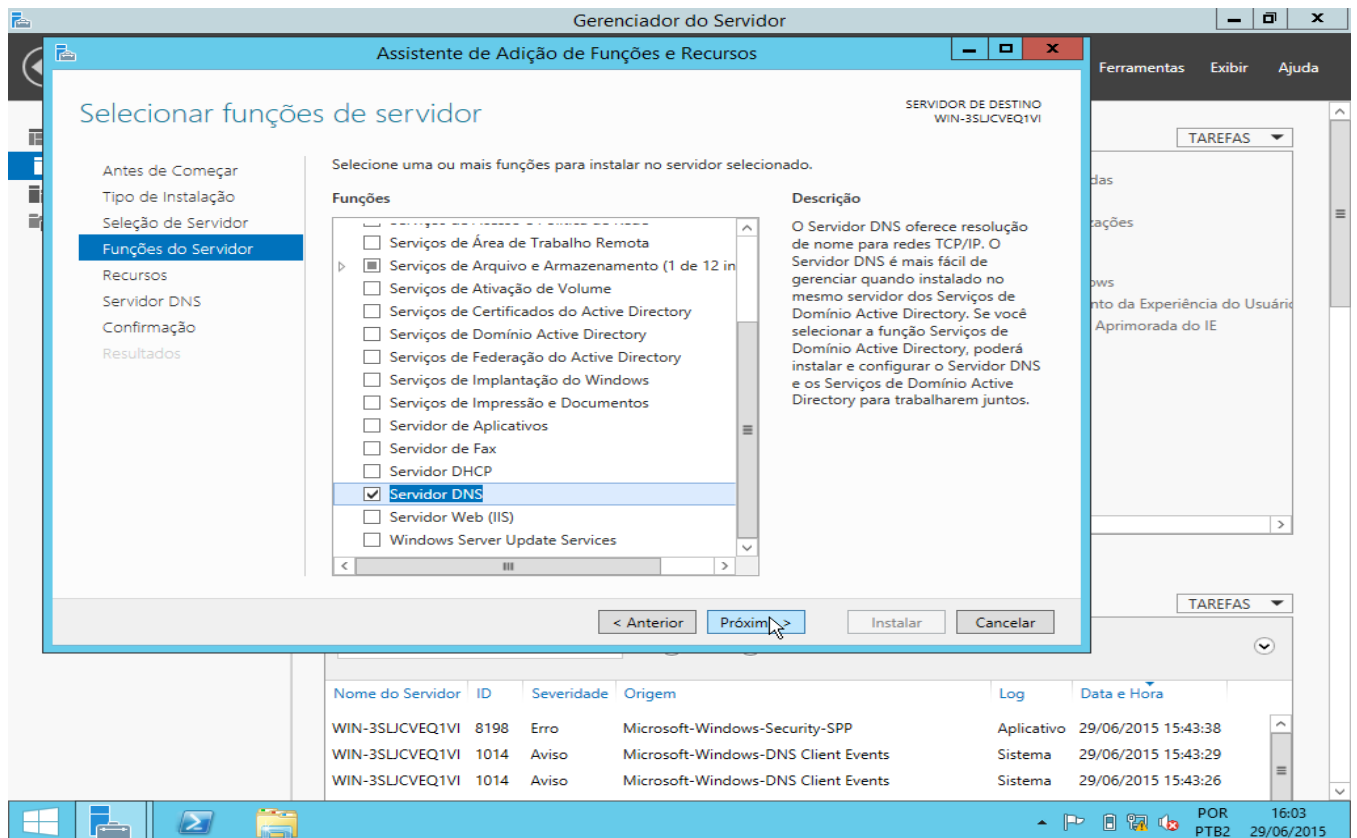 Gerenciador do Servidor
Assistente de Adição de Funções e Recursos
Ferramentas Exibir Ajuda
Selecionar funções de servidor
SERVIDOR DE DESTINO
WIN-3SLJCVEQ1VI
TAREFAS
Antes de Começar
Tipo de Instalação
Seleção de Servidor
Funções do Servidor
Recursos
Servidor DNS
Confirmação
Resultados
Selecione uma ou mais funções para instalar no servidor selecionado.
Funções
Serviços de Área de Trabalho Remota
Serviços de Arquivo e Armazenamento (1 de 12 in
Serviços de Ativação de Volume
Serviços de Certificados do Active Directory
Serviços de Domínio Active Directory
Serviços de Federação do Active Directory
Serviços de Implantação do Windows
Serviços de Impressão e Documentos
Servidor de Aplicativos
Servidor de Fax
Servidor DHCP
Servidor DNS
Servidor Web (IIS)
Windows Server Update Services
Descrição
O Servidor DNS oferece resolução
de nome para redes TCP/IP. O
Servidor DNS é mais fácil de
gerenciar quando instalado no
mesmo servidor dos Serviços de
Domínio Active Directory. Se você
selecionar a função Serviços de
Domínio Active Directory, poderá
instalar e configurar o Servidor DNS
e os Serviços de Domínio Active
Directory para trabalharem juntos.
das
zações
ows
nto da Experiência do Usuáric
Aprimorada do IE
< Anterior Próxim > Instalar Cancelar
TAREFAS
Nome do Servidor ID Severidade Origem Log Data e Hora
WIN-3SLJCVEQ1VI 8198 Erro Microsoft-Windows-Security-SPP Aplicativo 29/06/2015 15:43:38
WIN-3SLJCVEQ1VI 1014 Aviso Microsoft-Windows-DNS Client Events Sistema 29/06/2015 15:43:29
WIN-3SLJCVEQ1VI 1014 Aviso Microsoft-Windows-DNS Client Events Sistema 29/06/2015 15:43:26
POR 16:03
PTB2 29/06/2015